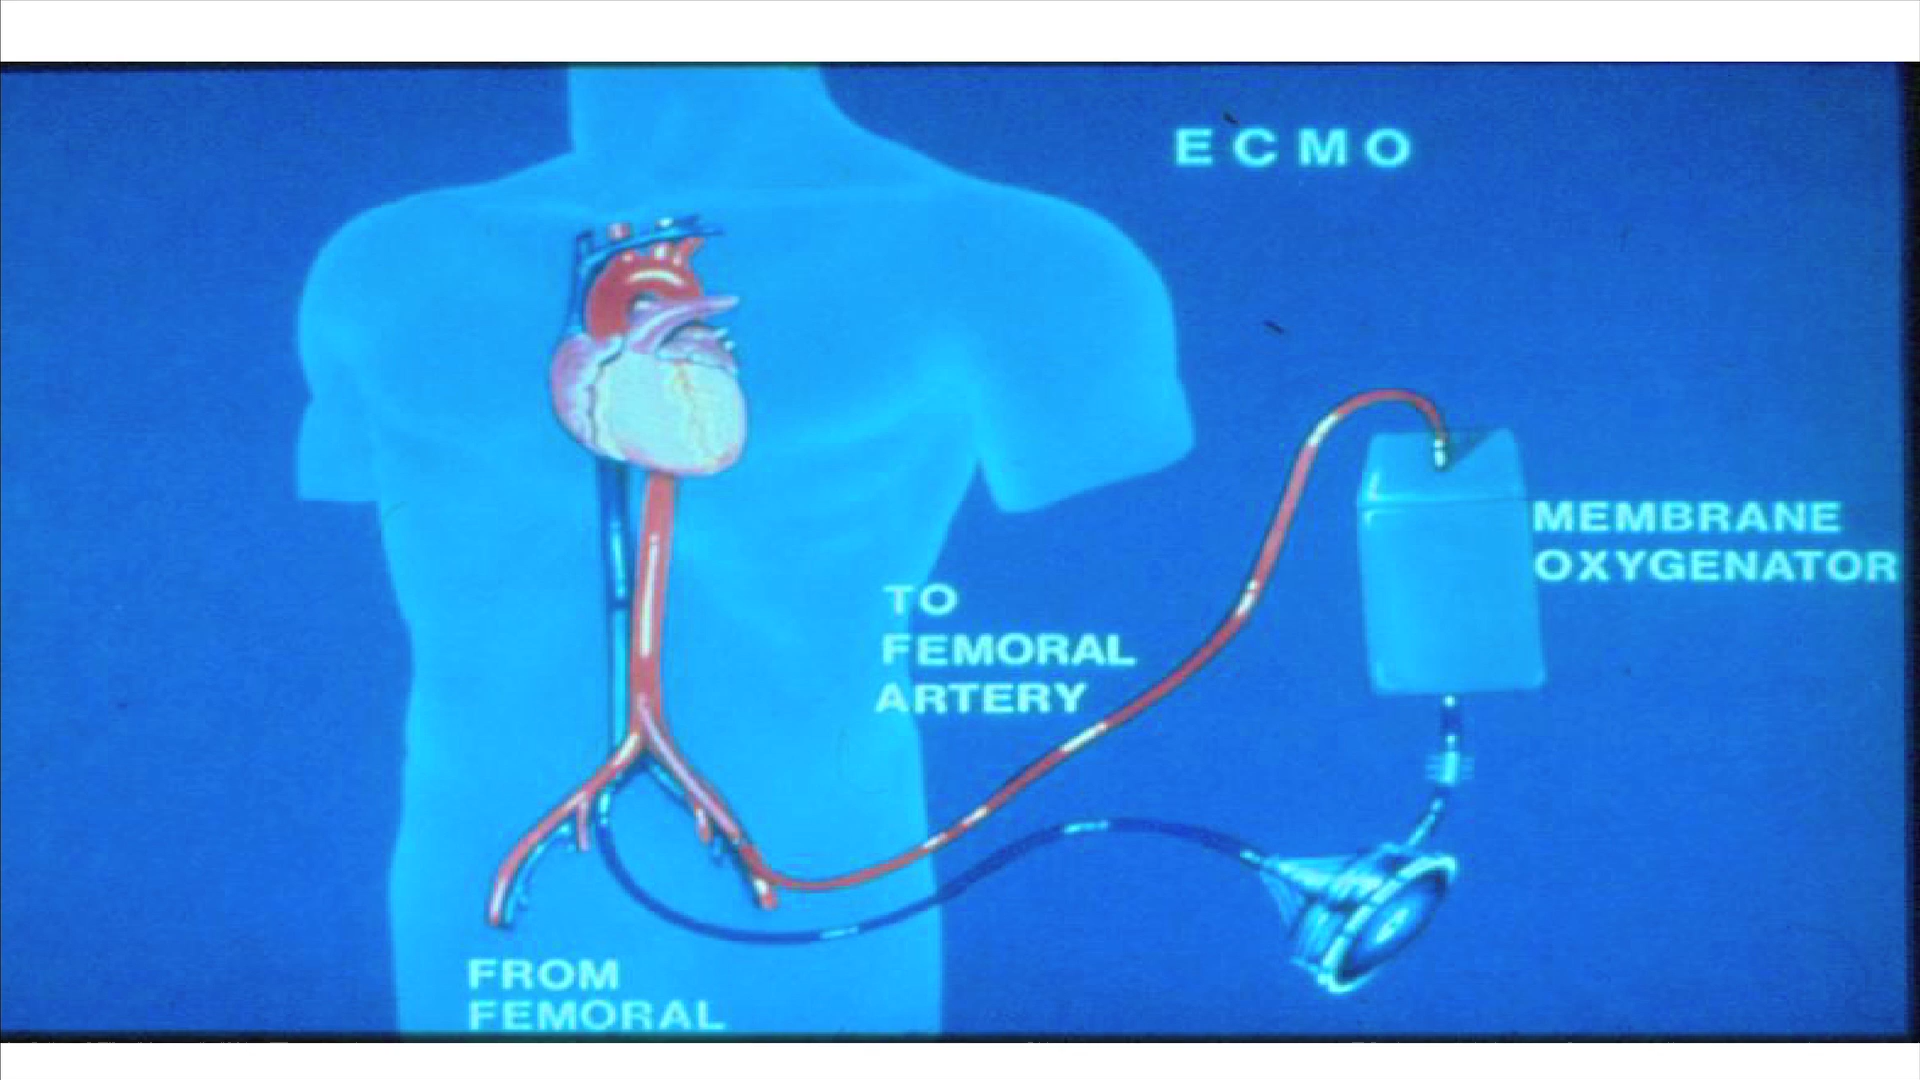 ECMO
MEMBRANE
OXYGENATOR
TO
FEMORAL
ARTERY
FROM
FEMORAL